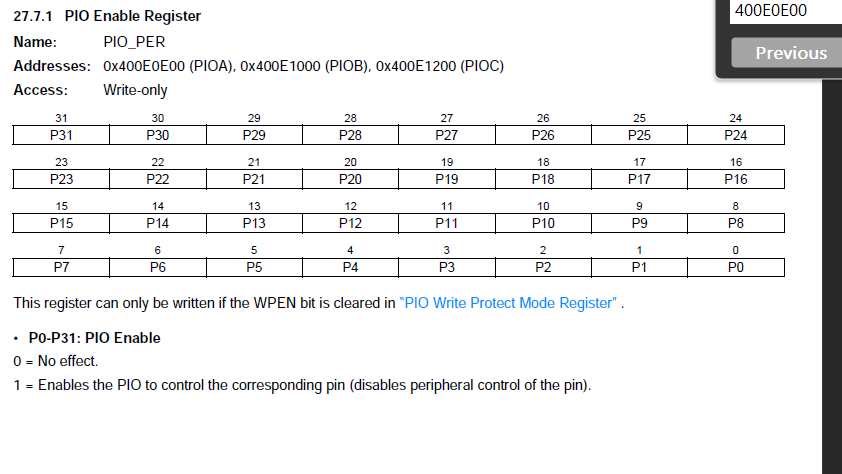 27.7.1 PIO Enable Register
Name: PIO_PER
Addresses: 0x400E0E00 (PIOA), 0x400E1000 (PIOB), 0x400E1200 (PIOC)
Access: Write-only
31 30 29 28 27 26 25 24
P31 P30 P29 P28 P27 P26 P25 P24
23 22 21 20 19 18 17 16
P23 P22 P21 P20 P19 P18 P17 P16
15 14 13 12 11 10 9 8
P15 P14 P13 P12 P11 P10 P9 P8
7 6 5 4 3 2 1 0
P7 P6 P5 P4 P3 P2 P1 P0
This register can only be written if the WPEN bit is cleared in “PIO Write Protect Mode Register” .
• P0-P31: PIO Enable
0 = No effect.
1 = Enables the PIO to control the corresponding pin (disables peripheral control of the pin).
400E0E00
Previous